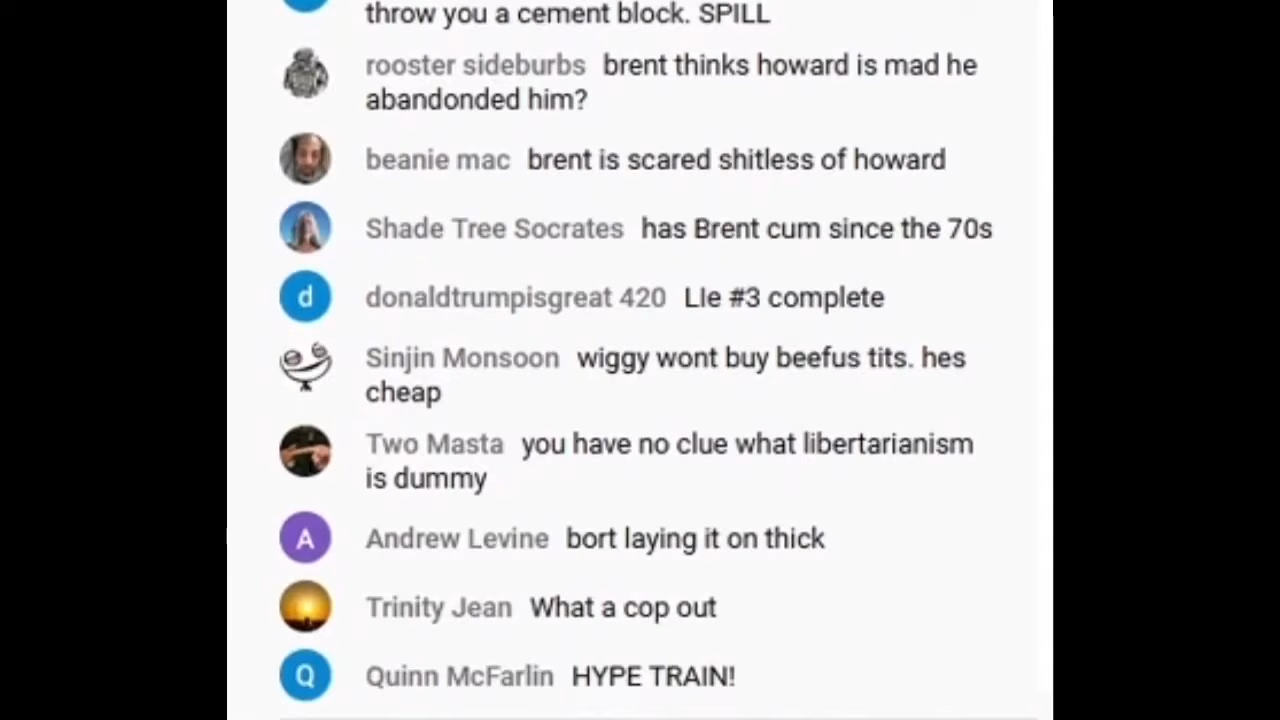 throw you a cement block. SPILL
rooster sideburbs brent thinks howard is mad he
abandonded him?
beanie mac brent is scared shitless of howard
Shade Tree Socrates has Brent cum since the 70s
d donaldtrumpisgreat 420 LIe #3 complete
Sinjin Monsoon wiggy wont buy beefus tits. hes
cheap
Two Masta you have no clue what libertarianism
is dummy
A Andrew Levine bort laying it on thick
Trinity Jean What a cop out
Q Quinn McFarlin HYPE TRAIN!